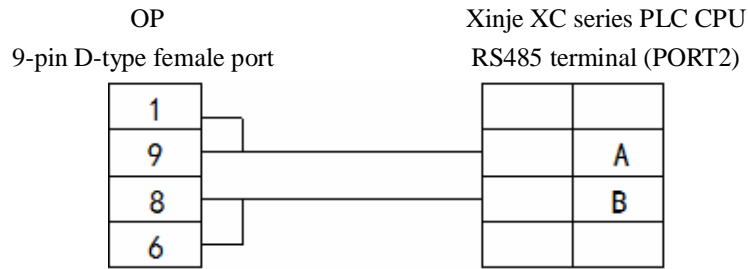 OP Xinje XC series PLC CPU
9-pin D-type female port RS485 terminal (PORT2)
1
9 A
8 B
6